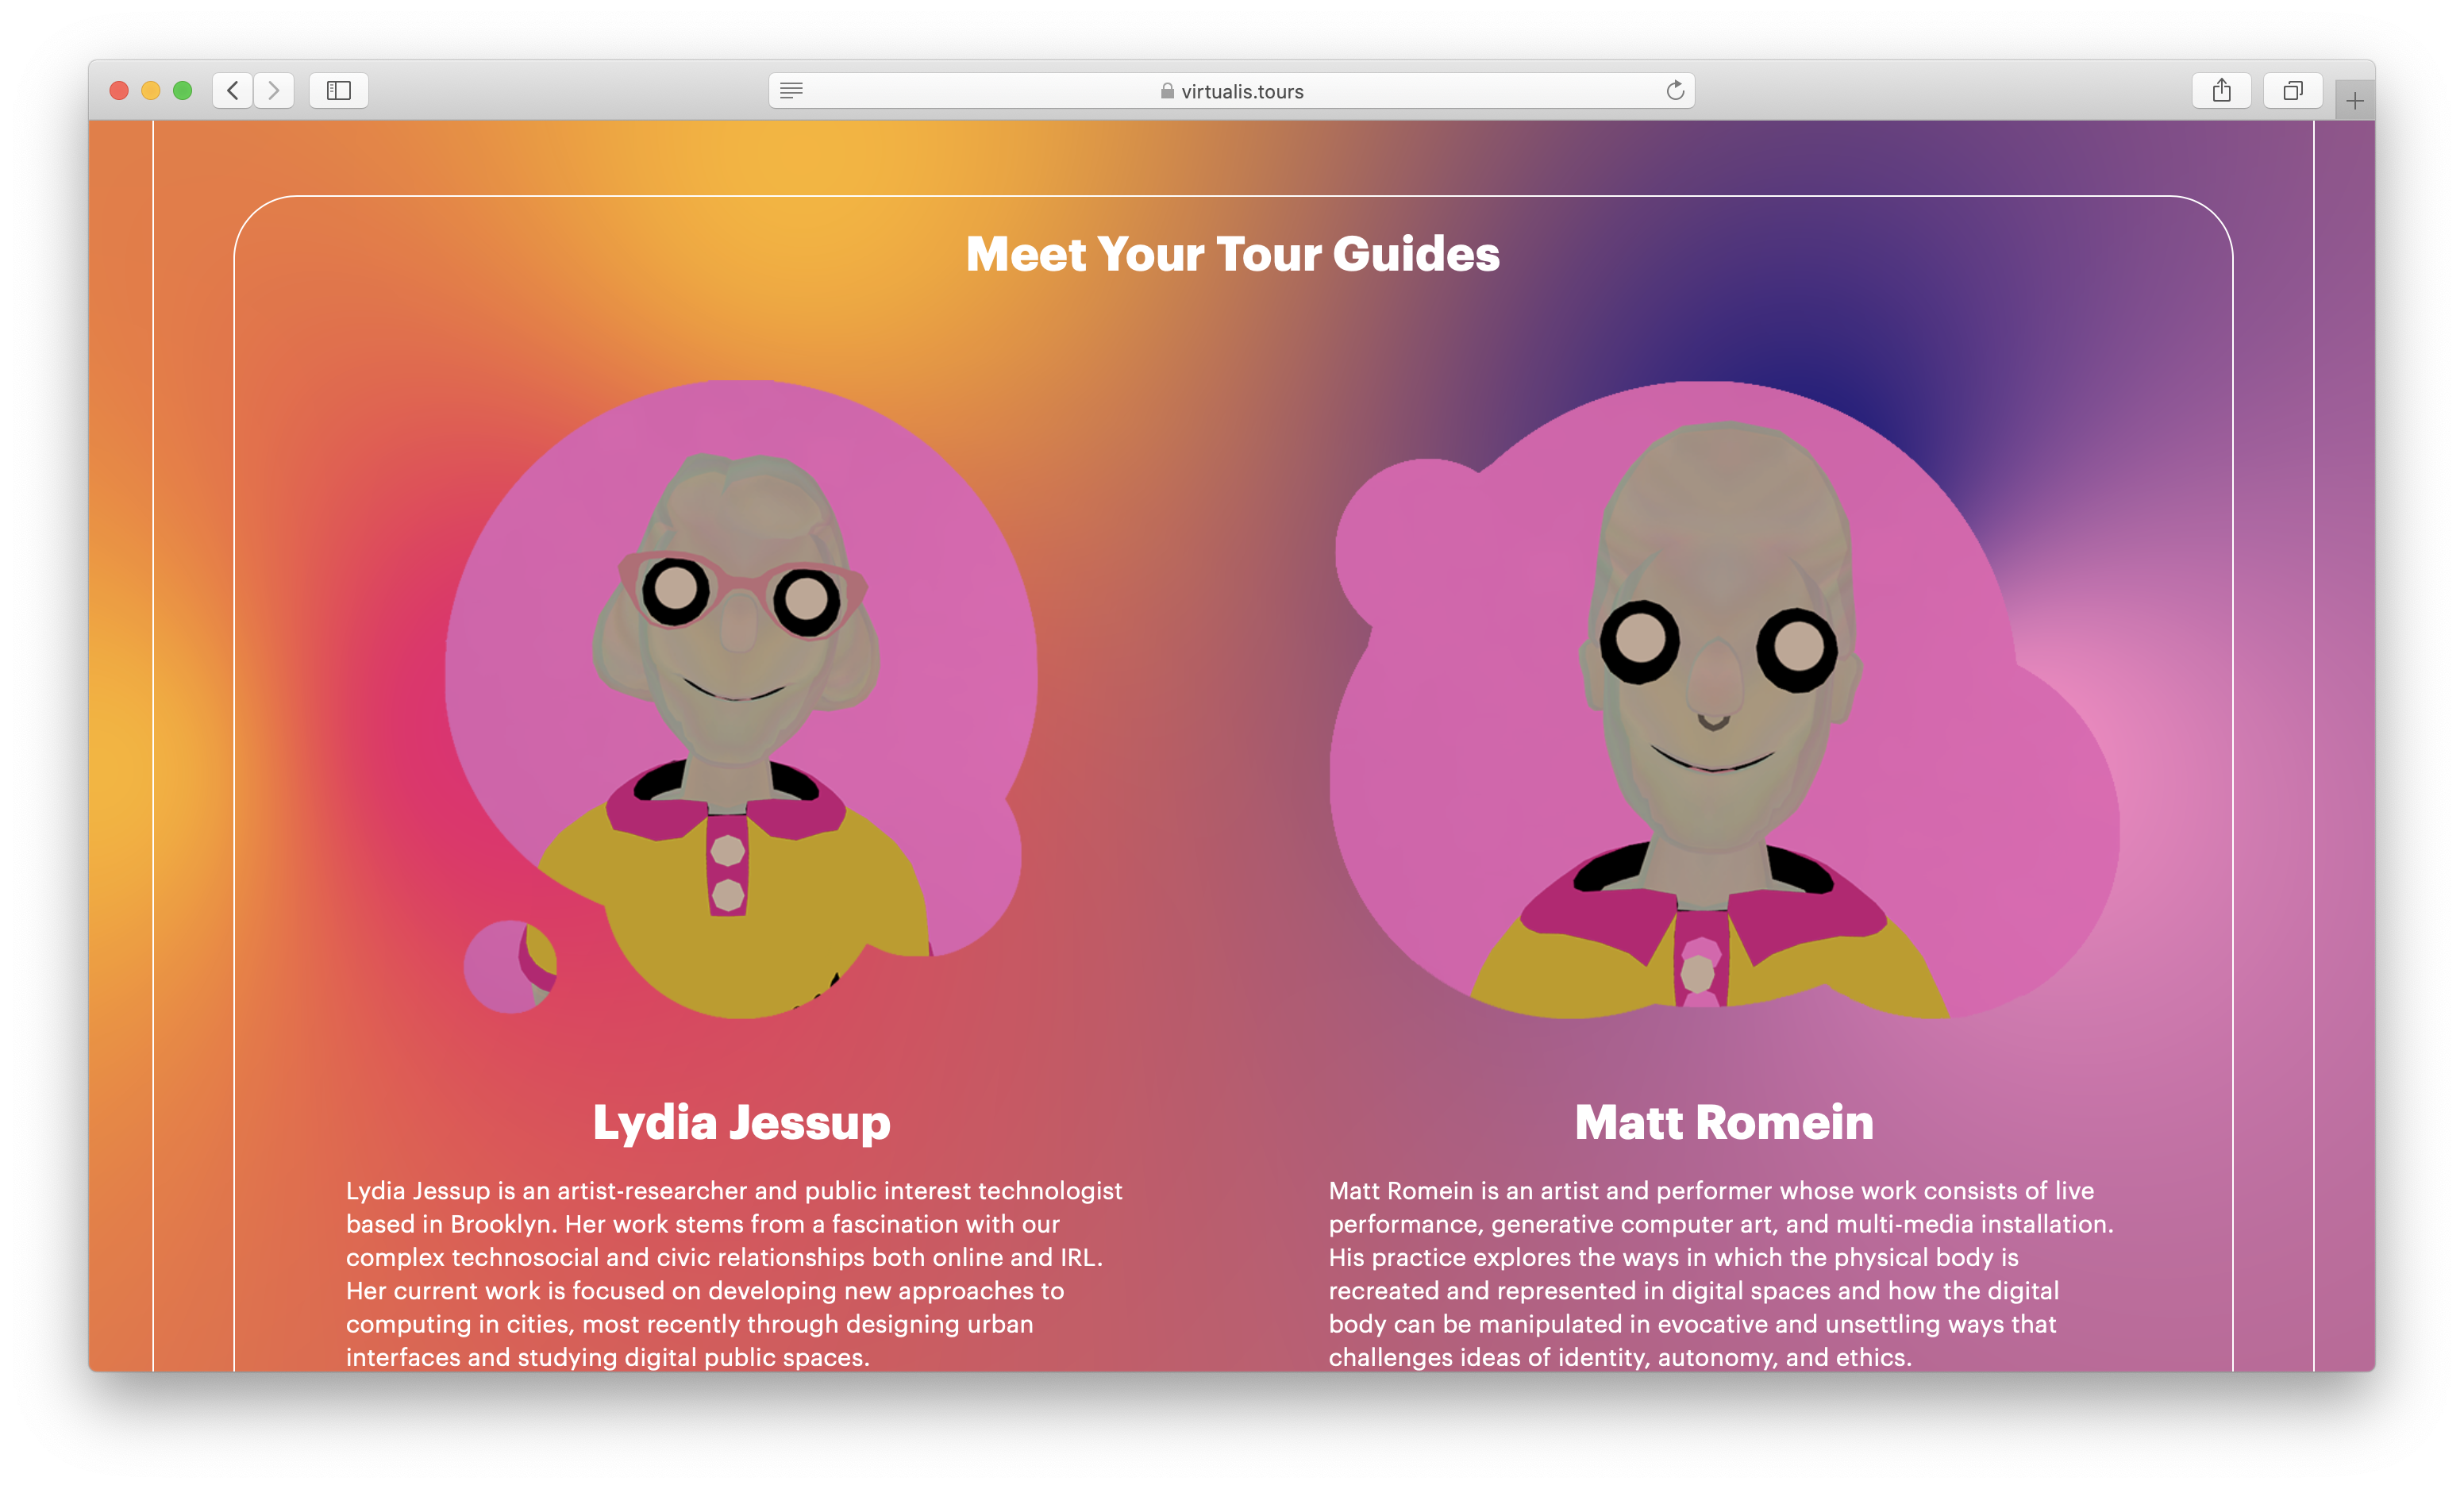 virtualis.tours
Meet Your Tour Guides
Lydia Jessup
Lydia Jessup is an artist-researcher and public interest technologist
based in Brooklyn. Her work stems from a fascination with our
complex technosocial and civic relationships both online and IRL.
Her current work is focused on developing new approaches to
computing in cities, most recently through designing urban
interfaces and studying digital public spaces.
Matt Romein
Matt Romein is an artist and performer whose work consists of live
performance, generative computer art, and multi-media installation.
His practice explores the ways in which the physical body is
recreated and represented in digital spaces and how the digital
body can be manipulated in evocative and unsettling ways that
challenges ideas of identity, autonomy, and ethics.